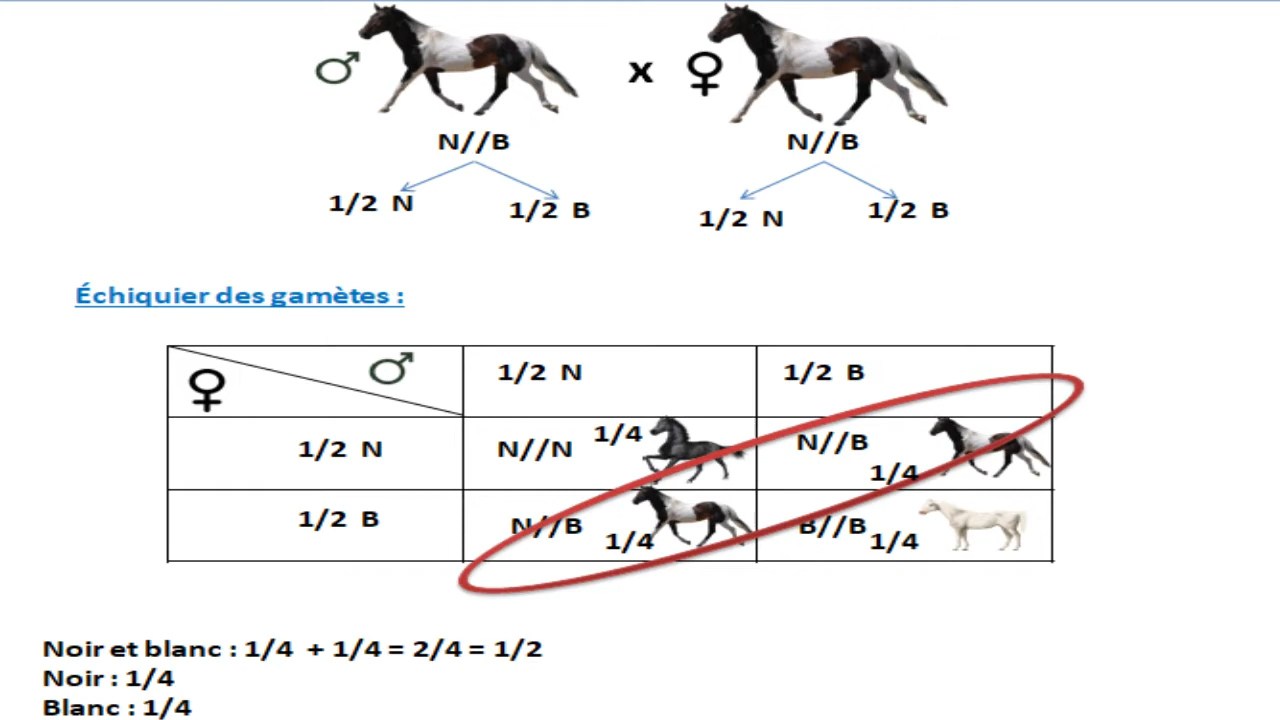 ♂ x ♀
N//B N//B
1/2 N 1/2 B 1/2 N 1/2 B
Échiquier des gamètes :
♀ ♂ 1/2 N 1/2 B
1/2 N N//N 1/4 N//B 1/4
1/2 B N//B 1/4 B//B 1/4
Noir et blanc : 1/4 + 1/4 = 2/4 = 1/2
Noir : 1/4
Blanc : 1/4